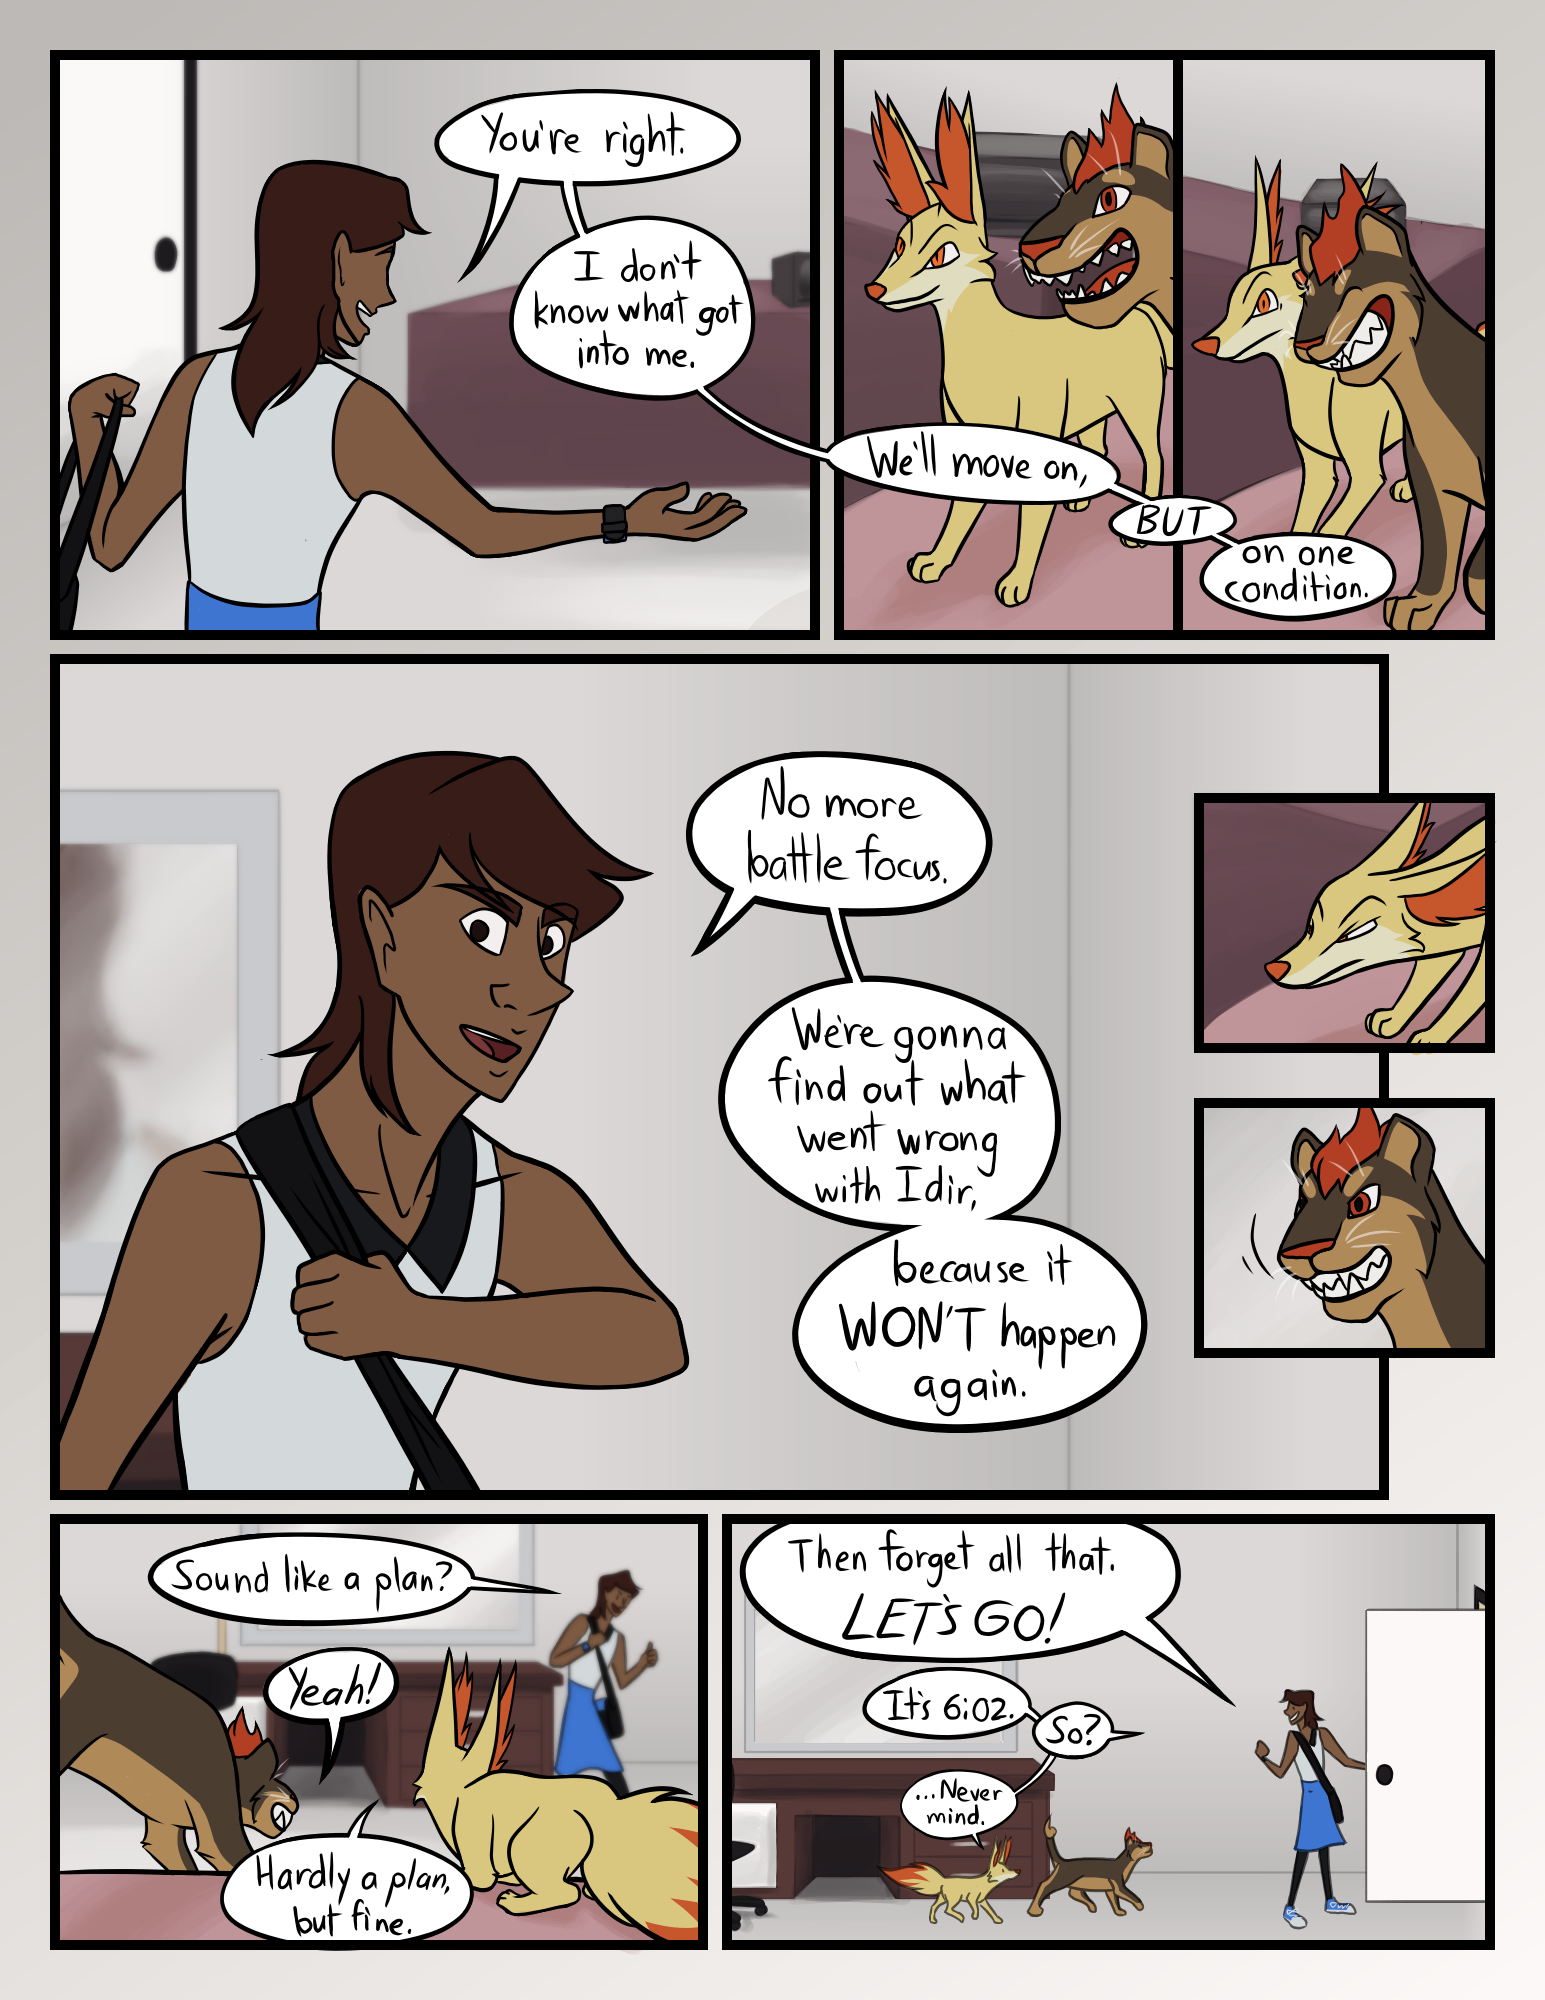 You're right.
I don't
know what got
into me.
We'll move on,
BUT
on one
condition.
No more
battle focus.
We're gonna
find out what
went wrong
with Idir,
because it
WON'T happen
again.
Sound like a plan?
Yeah!
Hardly a plan,
but fine.
Then forget all that.
LET'S GO!
It's 6:02.
So?
...Never
mind.